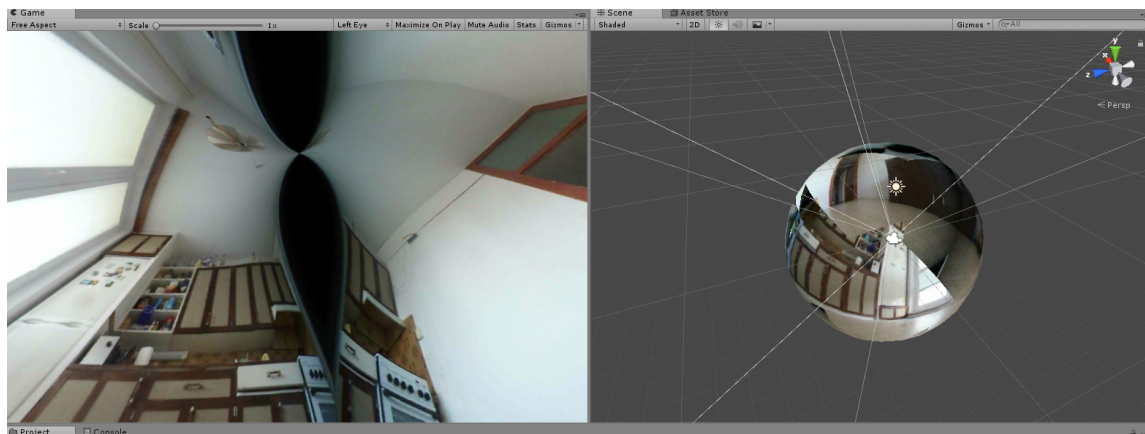 Game
Free Aspect Scale 1x Left Eye Maximize On Play Mute Audio Stats Gizmos
Scene Asset Store
Shaded 2D Gizmos All
y
x
z
Persp
Project Console